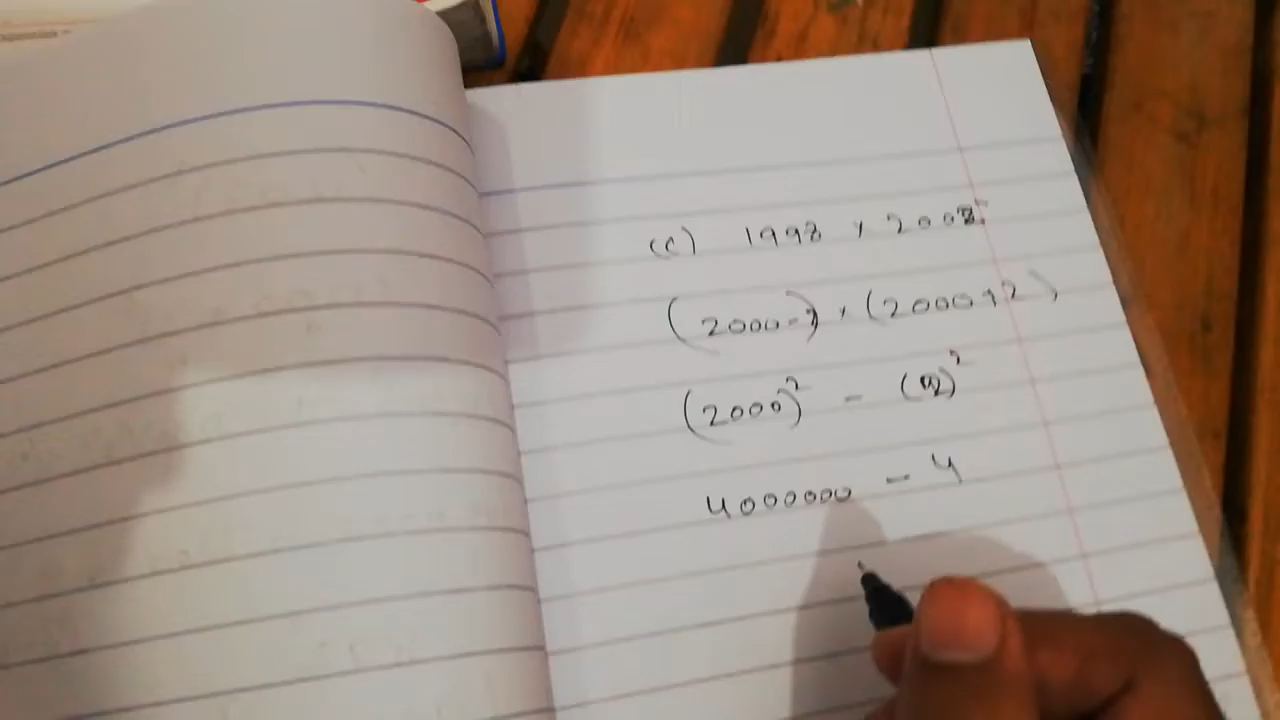 (c) 1998 × 2002
(2000-2) × (2000+2)
(2000)² - (2)²
4000000 - 4